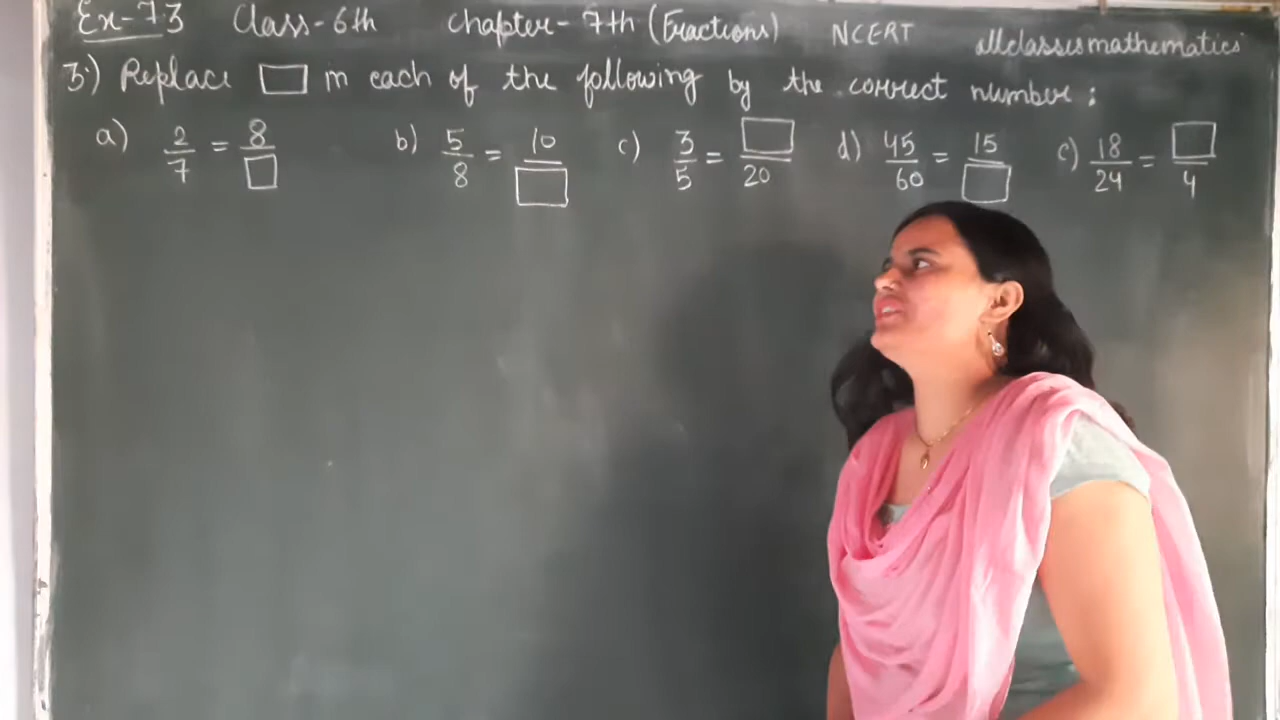 Ex-7.3 Class-6th Chapter-7th (Fractions) NCERT allclassesmathematics
3.) Replace □ in each of the following by the correct number :
a) 2/7 = 8/□ b) 5/8 = 10/□ c) 3/5 = □/20 d) 45/60 = 15/□ e) 18/24 = □/4